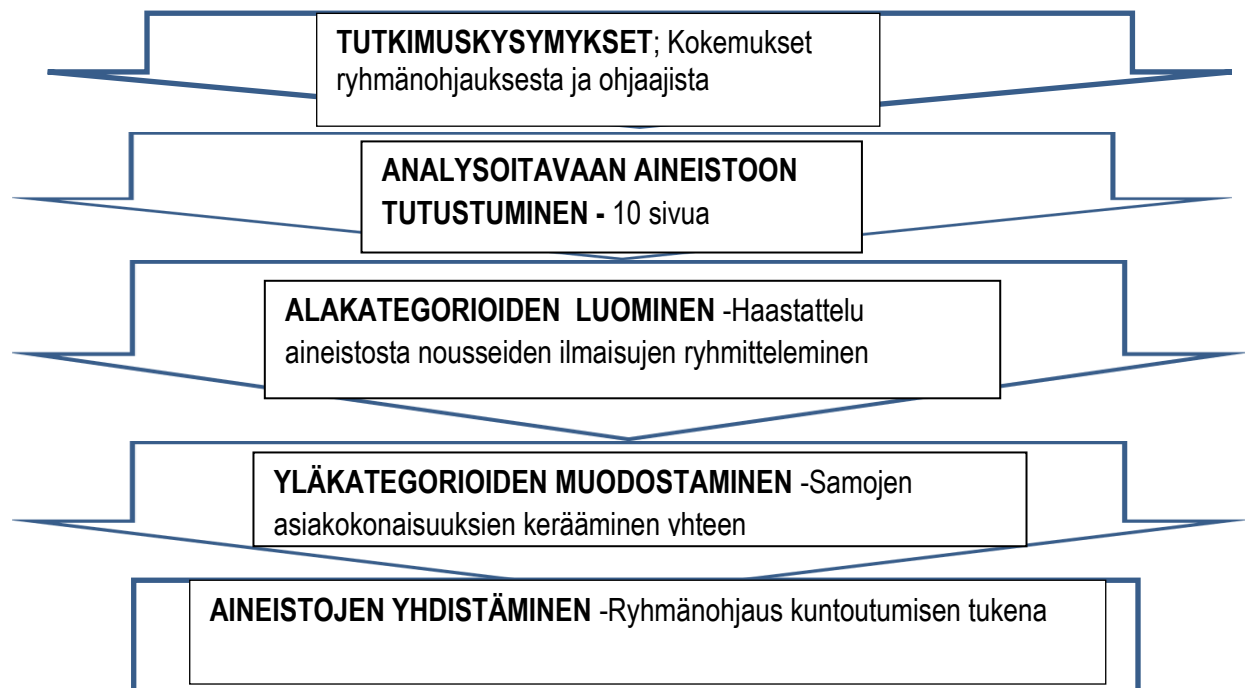 TUTKIMUSKYSYMYKSET; Kokemukset
ryhmänohjauksesta ja ohjaajista
ANALYSOITAVAAN AINEISTOON
TUTUSTUMINEN - 10 sivua
ALAKATEGORIOIDEN LUOMINEN -Haastattelu
aineistosta nousseiden ilmaisujen ryhmitteleminen
YLÄKATEGORIOIDEN MUODOSTAMINEN -Samojen
asiakokonaisuuksien kerääminen yhteen
AINEISTOJEN YHDISTÄMINEN -Ryhmänohjaus kuntoutumisen tukena